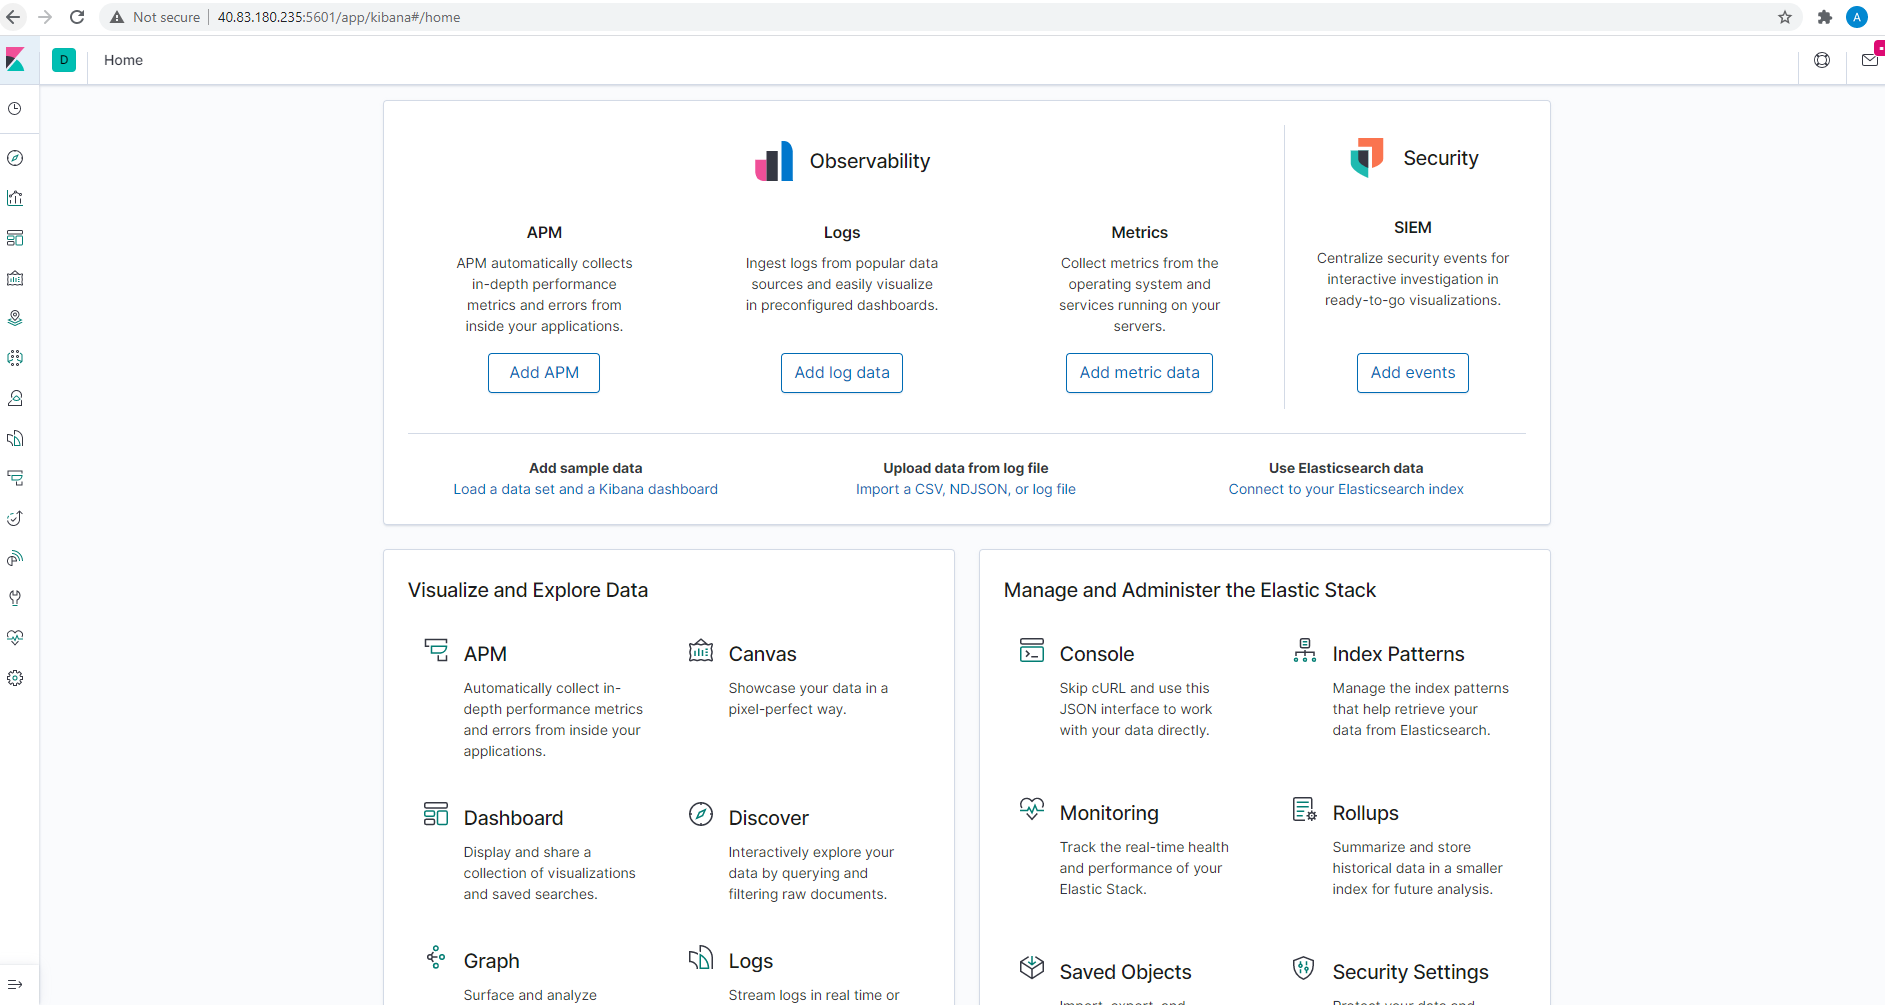 Not secure
40.83.180.235:5601/app/kibana#/home
A
D
Home
Observability
APM
APM automatically collects
in-depth performance
metrics and errors from
inside your applications.
Add APM
Logs
Ingest logs from popular data
sources and easily visualize
in preconfigured dashboards.
Add log data
Metrics
Collect metrics from the
operating system and
services running on your
servers.
Add metric data
Security
SIEM
Centralize security events for
interactive investigation in
ready-to-go visualizations.
Add events
Add sample data
Load a data set and a Kibana dashboard
Upload data from log file
Import a CSV, NDJSON, or log file
Use Elasticsearch data
Connect to your Elasticsearch index
Visualize and Explore Data
APM
Automatically collect in-
depth performance metrics
and errors from inside your
applications.
Canvas
Showcase your data in a
pixel-perfect way.
Dashboard
Display and share a
collection of visualizations
and saved searches.
Discover
Interactively explore your
data by querying and
filtering raw documents.
Graph
Surface and analyze
Logs
Stream logs in real time or
Manage and Administer the Elastic Stack
Console
Skip cURL and use this
JSON interface to work
with your data directly.
Index Patterns
Manage the index patterns
that help retrieve your
data from Elasticsearch.
Monitoring
Track the real-time health
and performance of your
Elastic Stack.
Rollups
Summarize and store
historical data in a smaller
index for future analysis.
Saved Objects
Import, export, and
Security Settings
Protect your data and